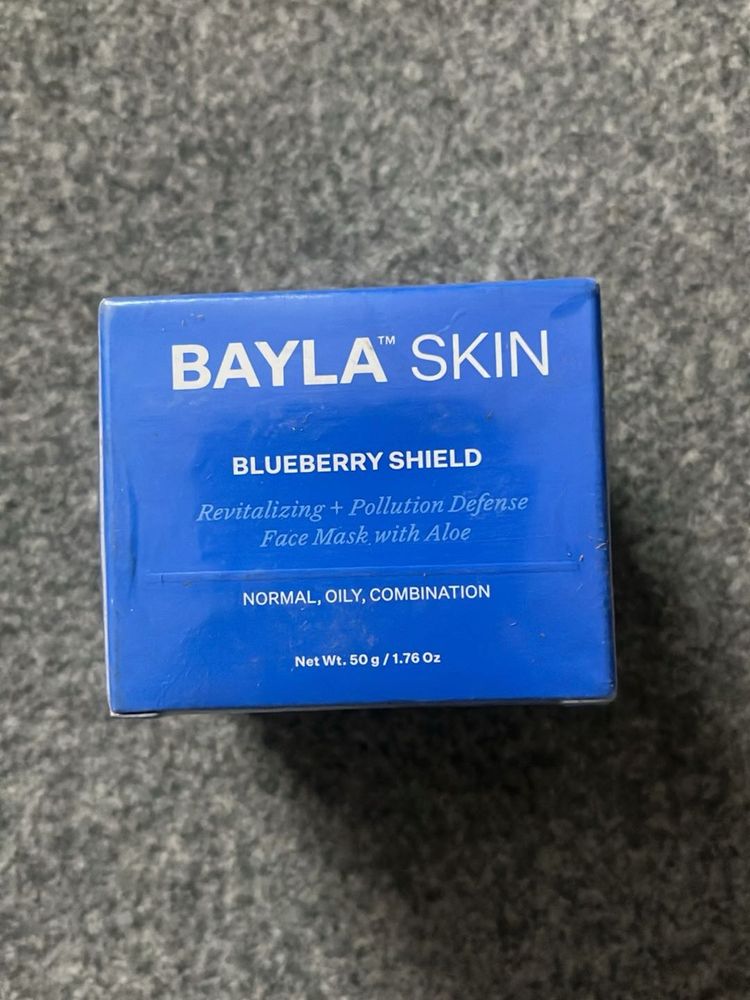 BAYLA™ SKIN
BLUEBERRY SHIELD
Revitalizing + Pollution Defense
Face Mask with Aloe
NORMAL, OILY, COMBINATION
Net Wt. 50 g / 1.76 Oz